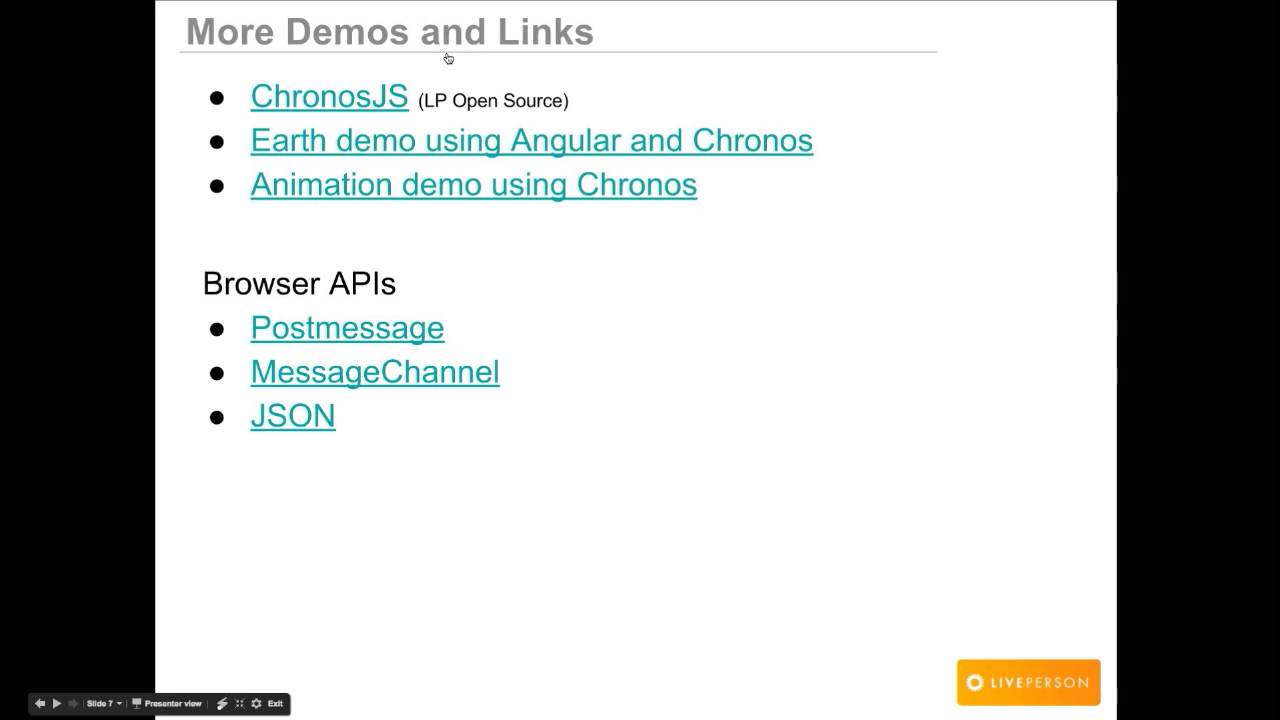 More Demos and Links
● ChronosJS (LP Open Source)
● Earth demo using Angular and Chronos
● Animation demo using Chronos
Browser APIs
● Postmessage
● MessageChannel
● JSON
LIVEPERSON
Slide 7 Presenter view Exit